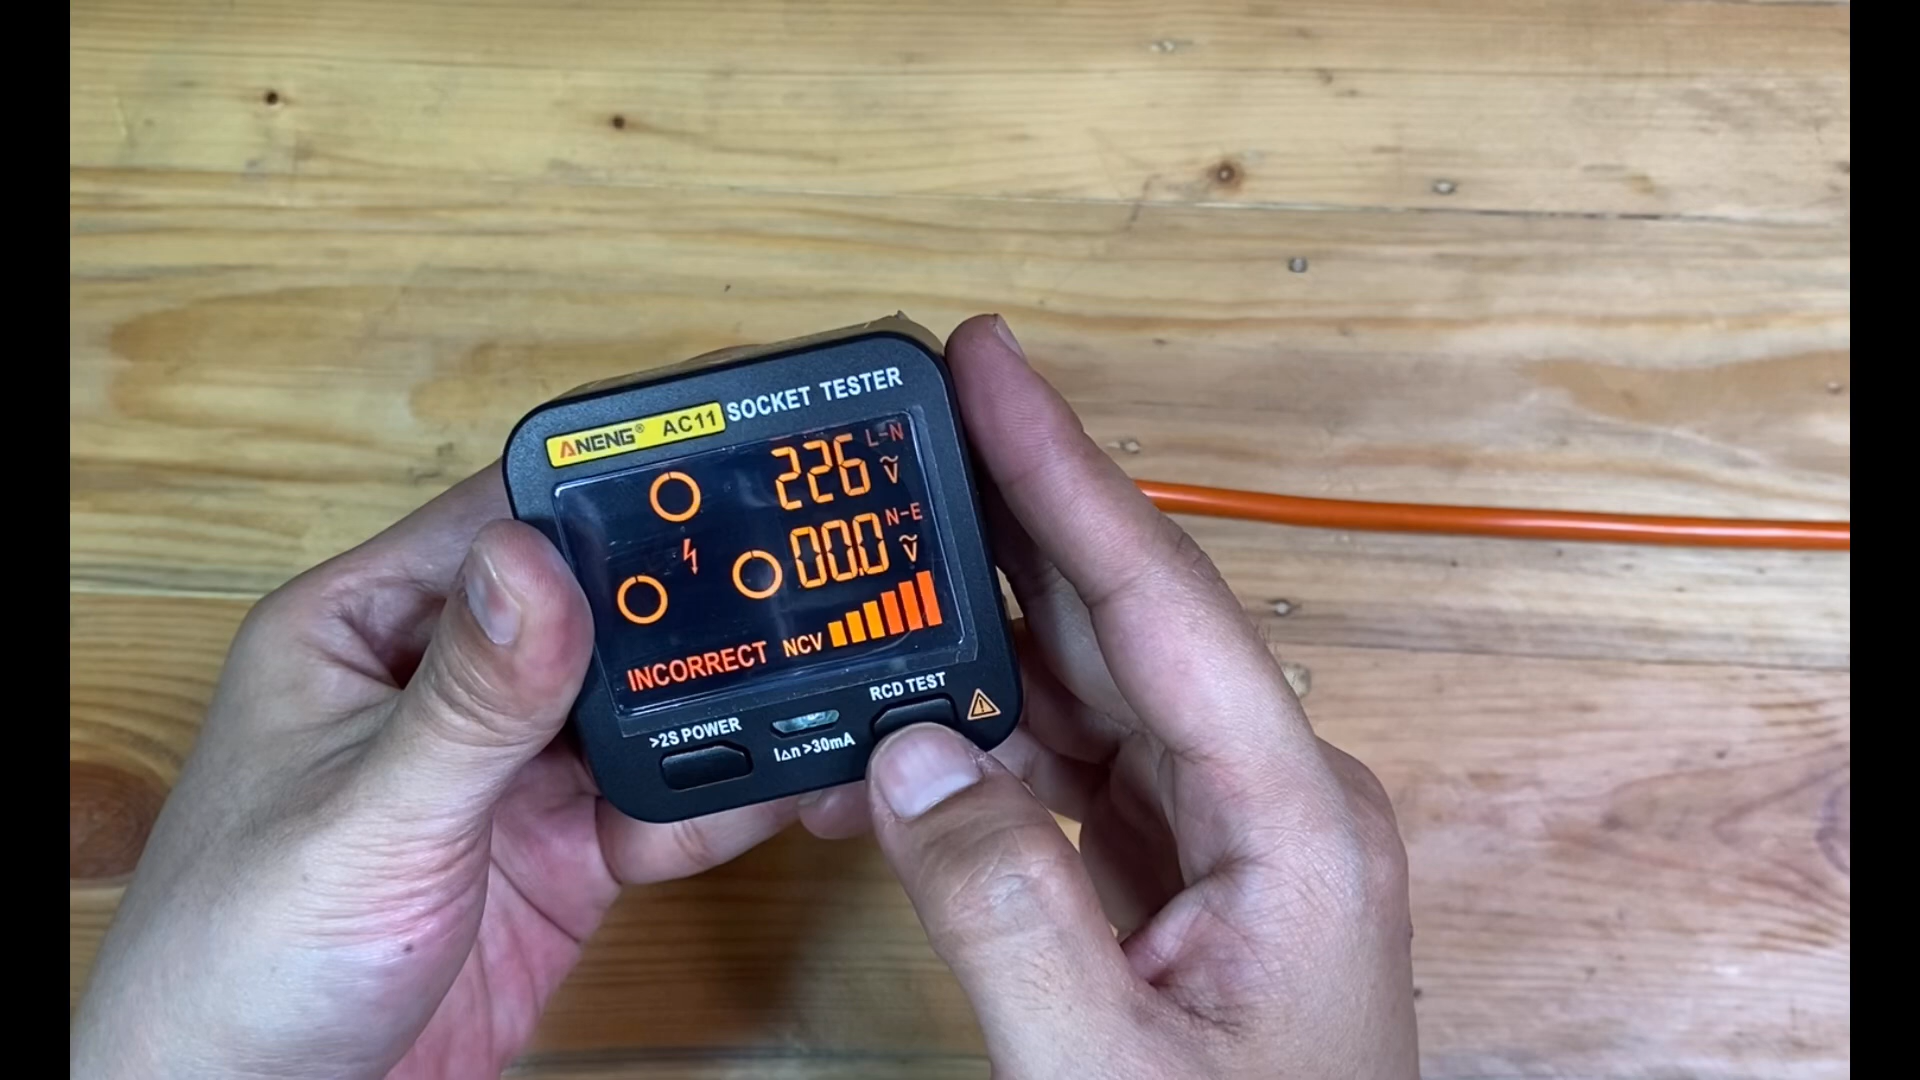 ANENG® AC11 SOCKET TESTER
226 L-N
Ṽ
00.0 N-E
Ṽ
INCORRECT NCV
>2S POWER
I△n >30mA
RCD TEST